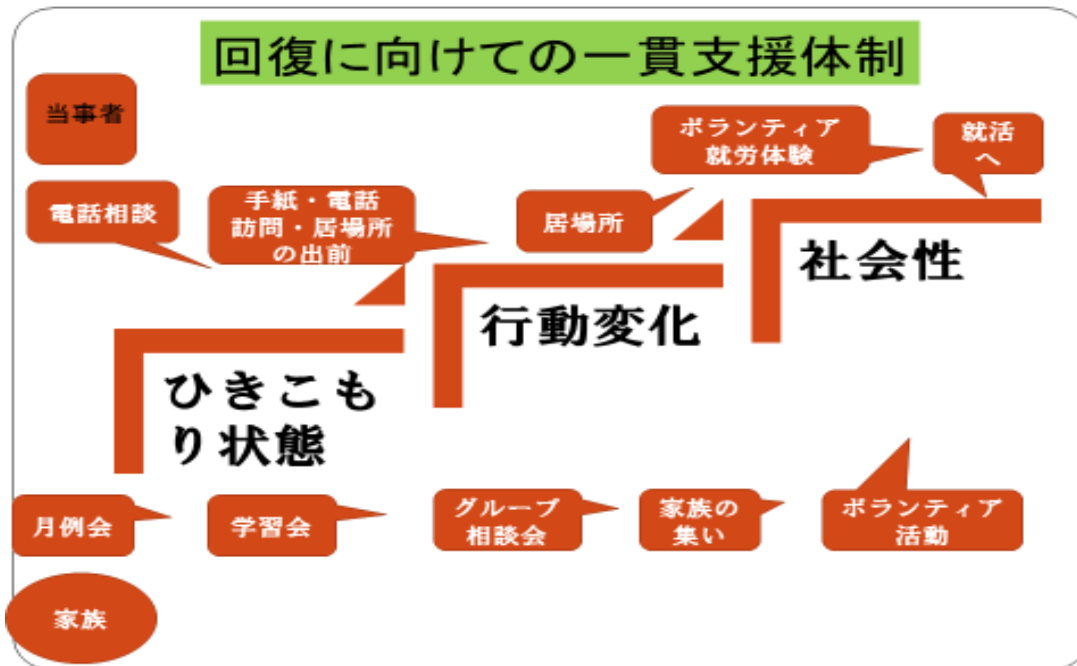 回復に向けての一貫支援体制
当事者
電話相談
手紙・電話
訪問・居場所
の出前
居場所
ボランティア
就労体験
就活
へ
社会性
行動変化
ひきこも
り状態
月例会
学習会
グループ
相談会
家族の
集い
ボランティア
活動
家族